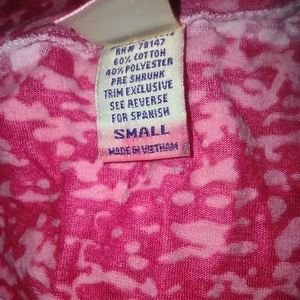 RN# 78147
60% COTTON
40% POLYESTER
PRE SHRUNK
TRIM EXCLUSIVE
SEE REVERSE
FOR SPANISH
SMALL
MADE IN VIETNAM